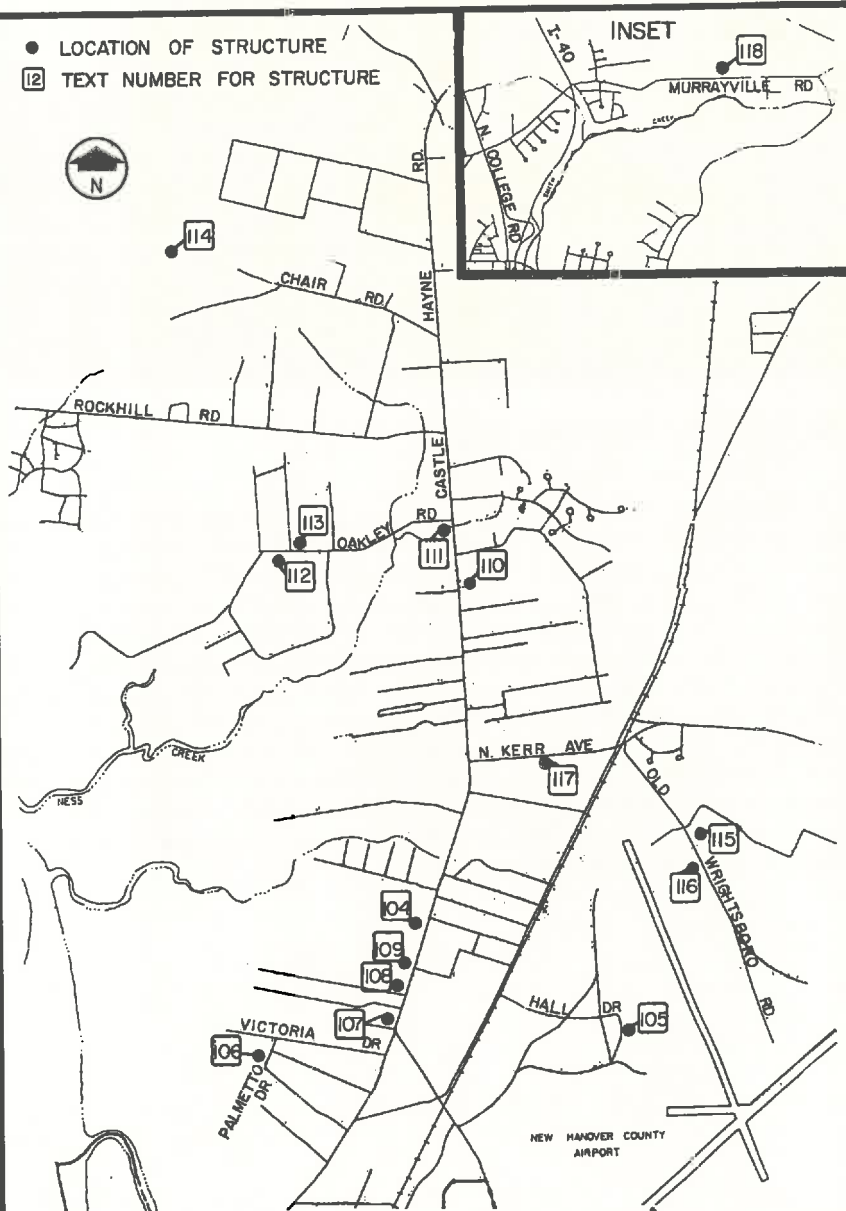 LOCATION OF STRUCTURE
12 TEXT NUMBER FOR STRUCTURE
N
INSET
I-40
118
MURRAYVILLE RD
CREEK
SMITH
N. COLLEGE RD
114
CHAIR RD.
CASTLE HAYNE RD.
ROCKHILL RD
113
OAKLEY RD
111
112
110
N. KERR AVE
117
NESS CREEK
OLD WRIGHTSBORO RD.
115
116
104
109
108
HALL DR
107
105
VICTORIA DR
106
PALMETTO DR
NEW HANOVER COUNTY
AIRPORT